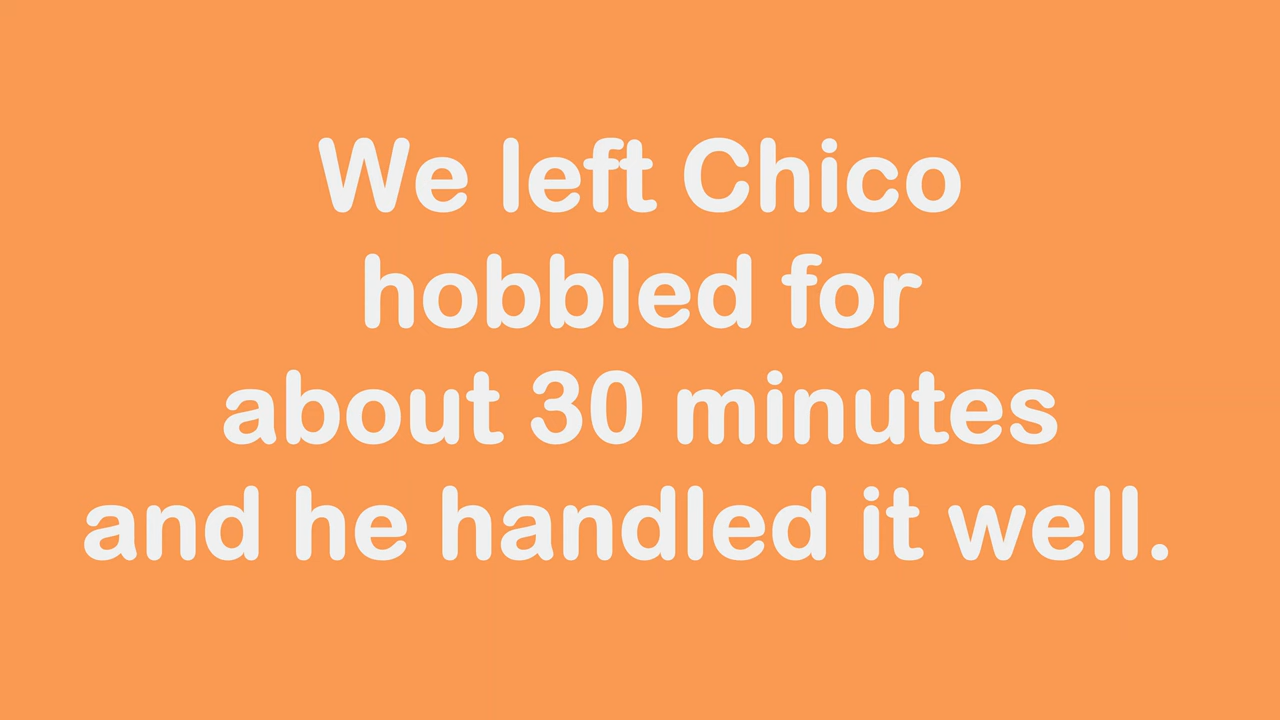 We left Chico
hobbled for
about 30 minutes
and he handled it well.